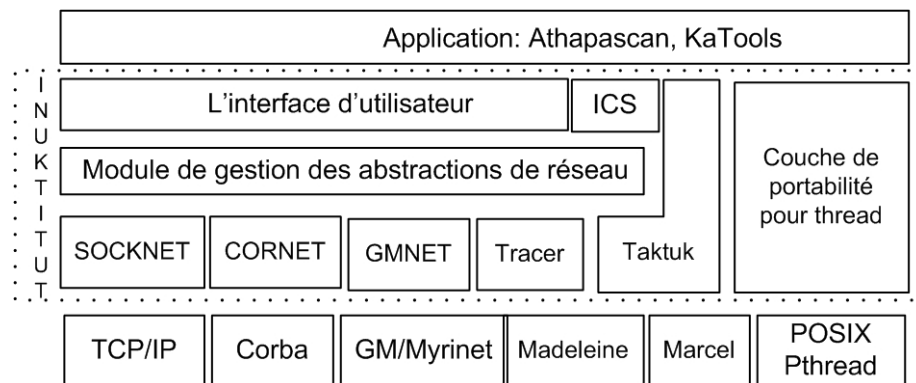 Application: Athapascan, KaTools
INUKTITUT
L'interface d'utilisateur
ICS
Module de gestion des abstractions de réseau
Couche de
portabilité
pour thread
SOCKNET
CORNET
GMNET
Tracer
Taktuk
TCP/IP
Corba
GM/Myrinet
Madeleine
Marcel
POSIX
Pthread